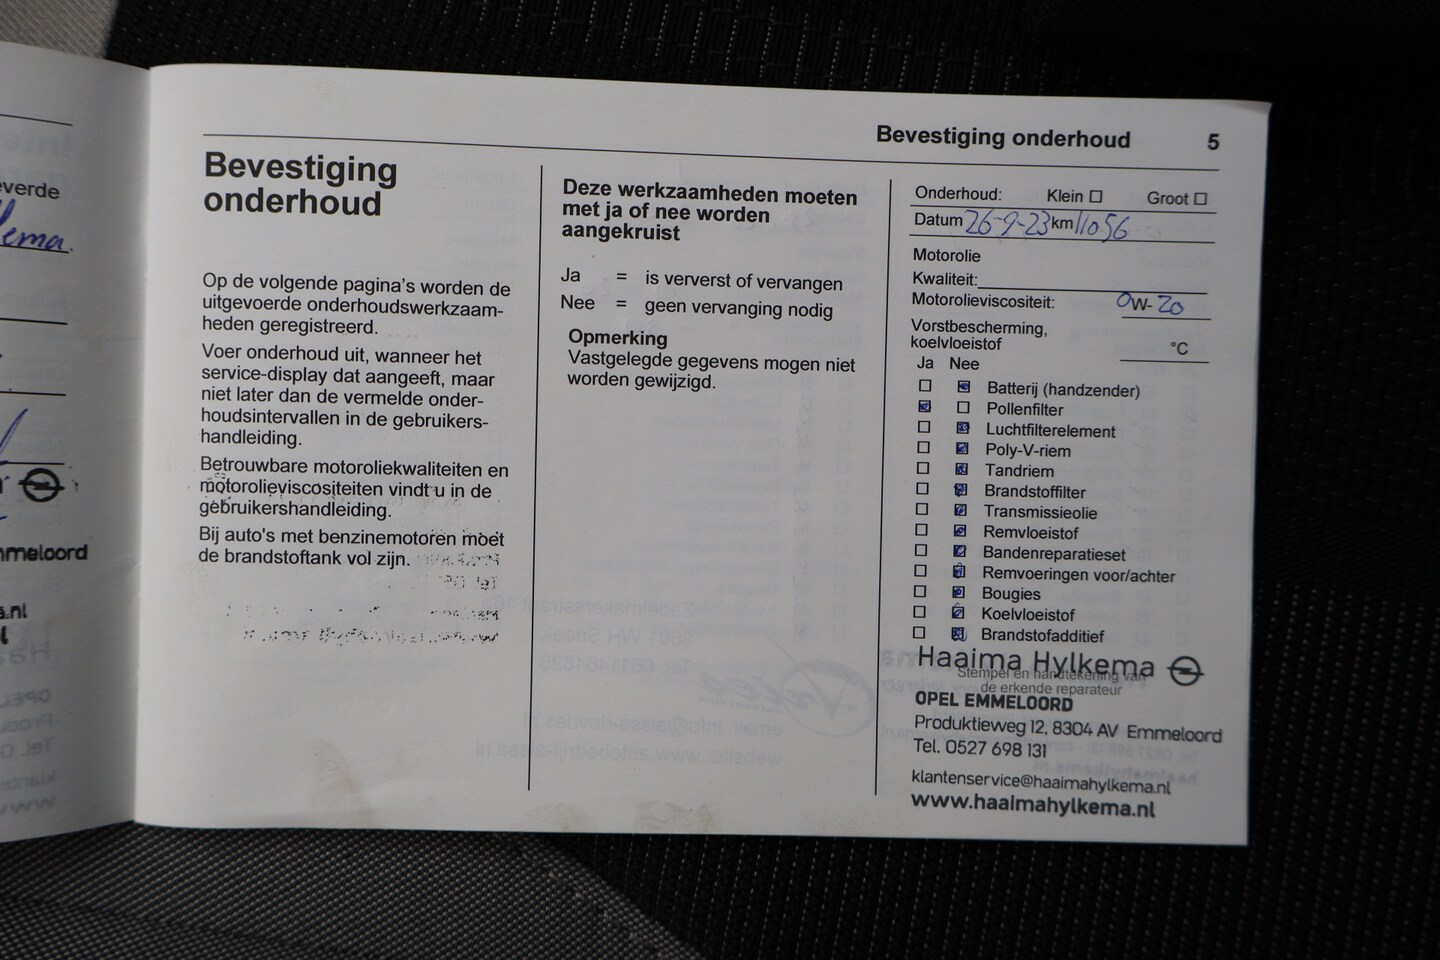 everde
Bevestiging onderhoud 5
Bevestiging
onderhoud
Op de volgende pagina's worden de
uitgevoerde onderhoudswerkzaam-
heden geregistreerd.
Voer onderhoud uit, wanneer het
service-display dat aangeeft, maar
niet later dan de vermelde onder-
houdsintervallen in de gebruikers-
handleiding.
Betrouwbare motoroliekwaliteiten en
motorolieviscositeiten vindt u in de
gebruikershandleiding.
Bij auto's met benzinemotoren moet
de brandstoftank vol zijn.
Deze werkzaamheden moeten
met ja of nee worden
aangekruist
Ja = is ververst of vervangen
Nee = geen vervanging nodig
Opmerking
Vastgelegde gegevens mogen niet
worden gewijzigd.
Onderhoud: Klein Groot
Datum 26-9-23 km 11056
Motorolie
Kwaliteit:
Motorolieviscositeit: 0W-20
Vorstbescherming,
koelvloeistof °C
Ja Nee
Batterij (handzender)
Pollenfilter
Luchtfilterelement
Poly-V-riem
Tandriem
Brandstoffilter
Transmissieolie
Remvloeistof
Bandenreparatieset
Remvoeringen voor/achter
Bougies
Koelvloeistof
Brandstofadditief
Haaima Hylkema
Stempel en handtekening van
de erkende reparateur
OPEL EMMELOORD
Produktieweg 12, 8304 AV Emmeloord
Tel. 0527 698 131
klantenservice@haaimahylkema.nl
www.haaimahylkema.nl